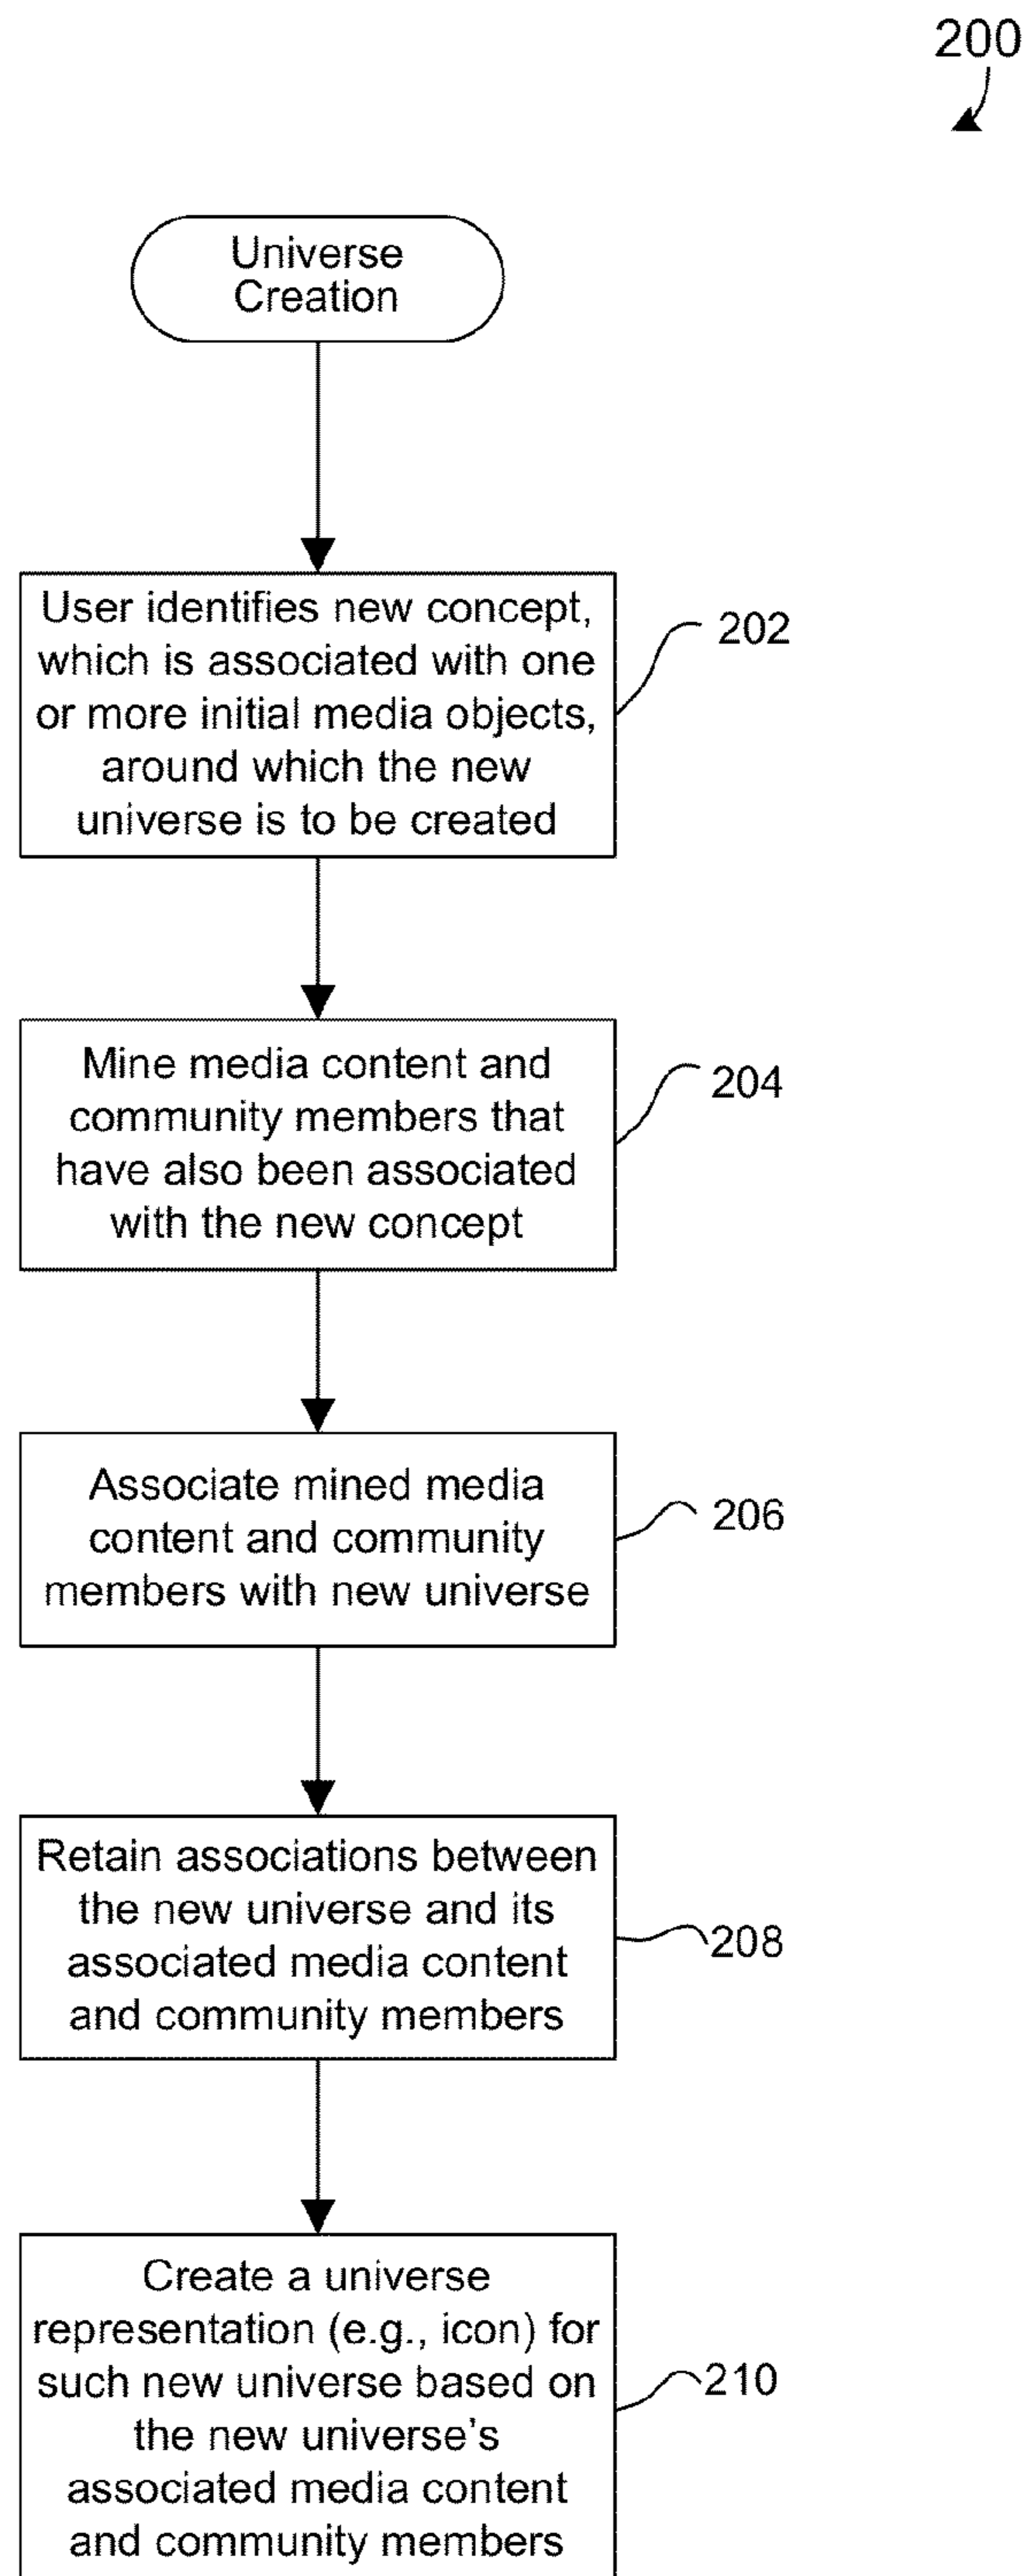 200
Universe
Creation
User identifies new concept,
which is associated with one
or more initial media objects,
around which the new
universe is to be created
202
Mine media content and
community members that
have also been associated
with the new concept
204
Associate mined media
content and community
members with new universe
206
Retain associations between
the new universe and its
associated media content
and community members
208
Create a universe
representation (e.g., icon) for
such new universe based on
the new universe's
associated media content
and community members
210